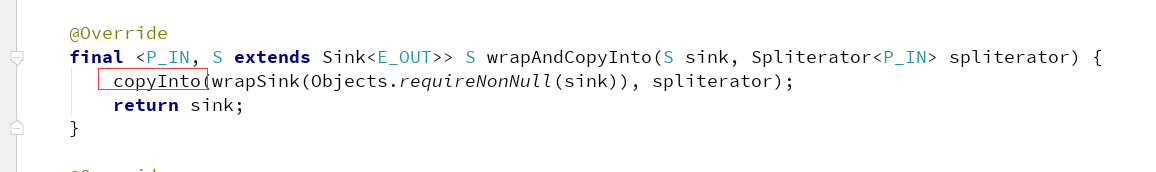 @Override
final <P_IN, S extends Sink<E_OUT>> S wrapAndCopyInto(S sink, Spliterator<P_IN> spliterator) {
copyInto(wrapSink(Objects.requireNonNull(sink)), spliterator);
return sink;
}